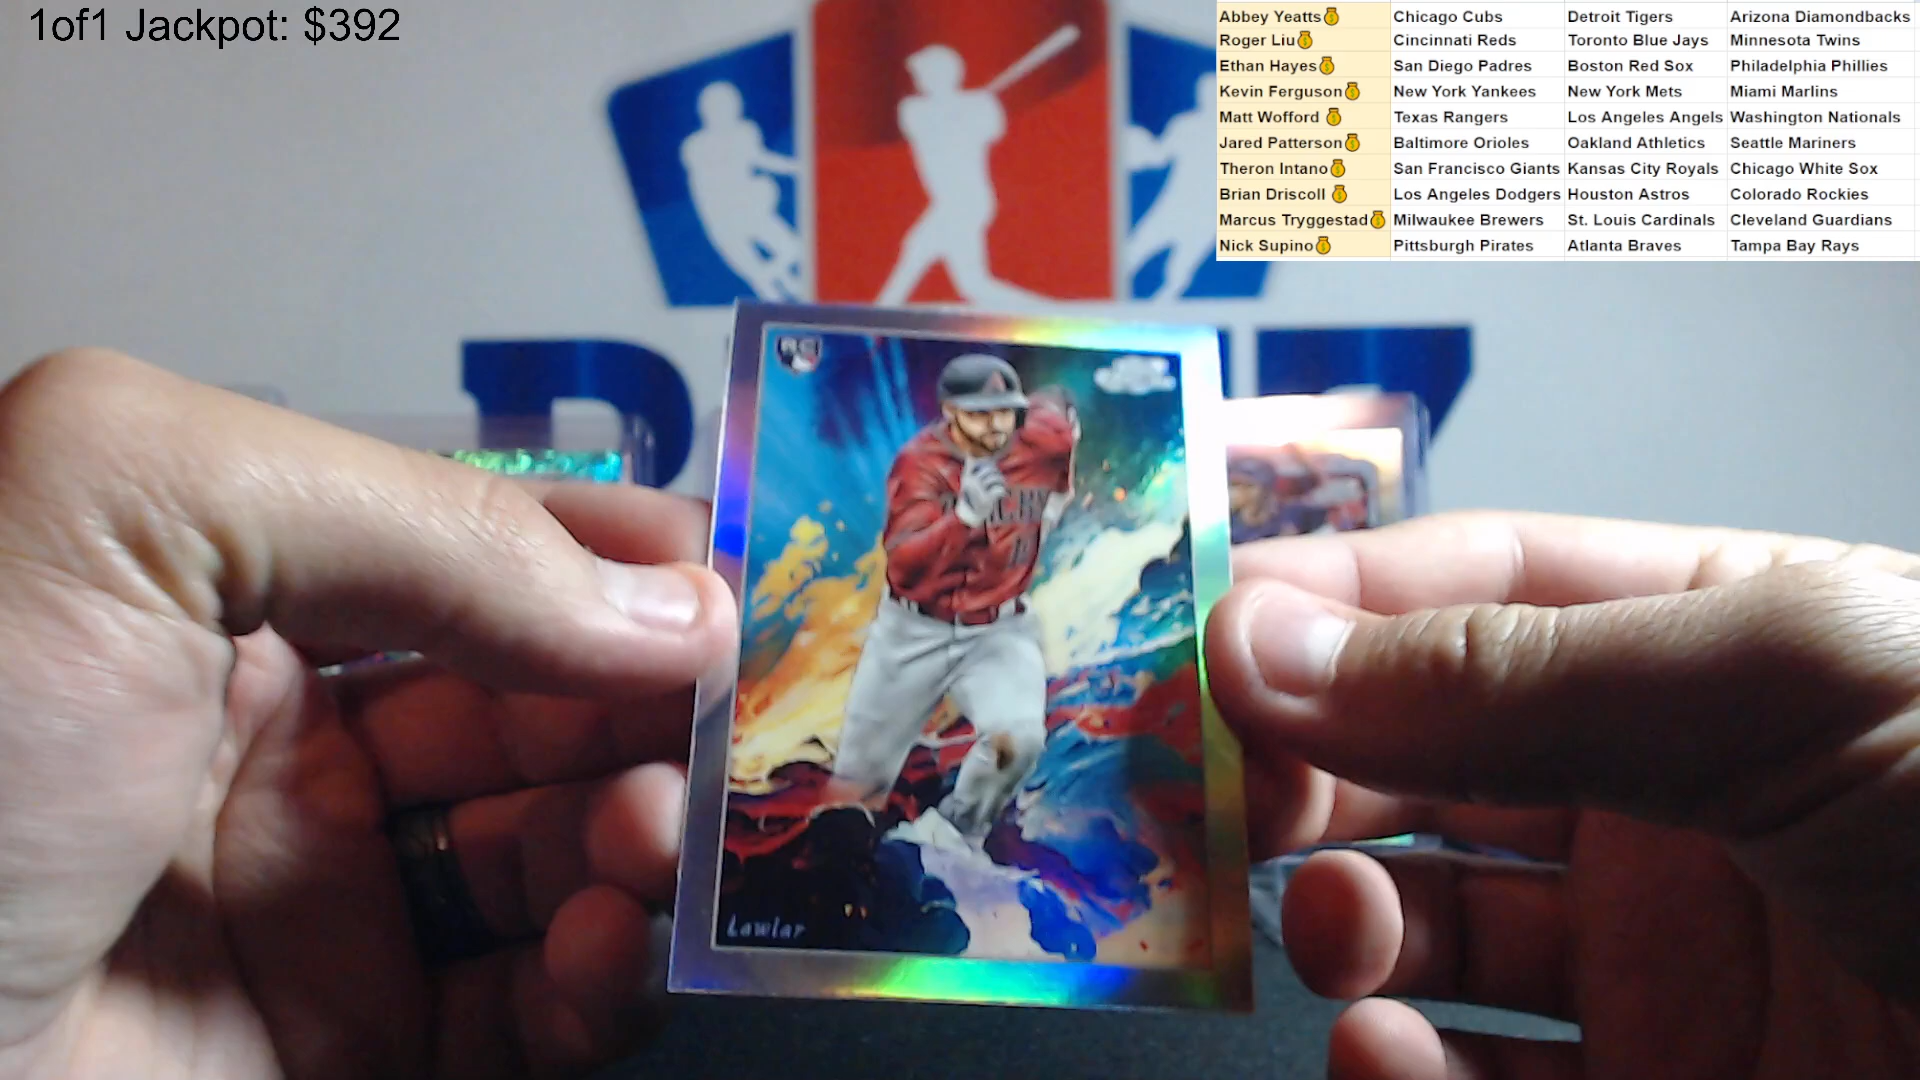 1of1 Jackpot: $392
Abbey Yeatts Chicago Cubs Detroit Tigers Arizona Diamondbacks
Roger Liu Cincinnati Reds Toronto Blue Jays Minnesota Twins
Ethan Hayes San Diego Padres Boston Red Sox Philadelphia Phillies
Kevin Ferguson New York Yankees New York Mets Miami Marlins
Matt Wofford Texas Rangers Los Angeles Angels Washington Nationals
Jared Patterson Baltimore Orioles Oakland Athletics Seattle Mariners
Theron Intano San Francisco Giants Kansas City Royals Chicago White Sox
Brian Driscoll Los Angeles Dodgers Houston Astros Colorado Rockies
Marcus Tryggestad Milwaukee Brewers St. Louis Cardinals Cleveland Guardians
Nick Supino Pittsburgh Pirates Atlanta Braves Tampa Bay Rays
RC
A
Lawlar